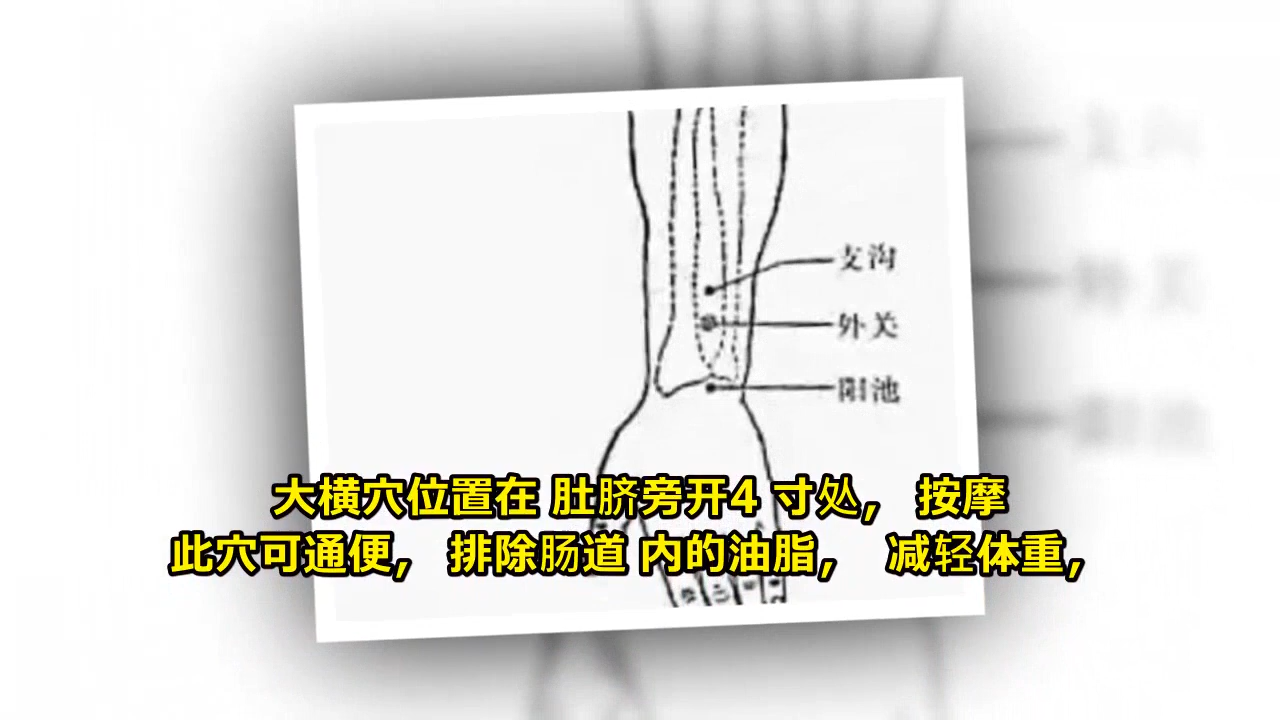 支沟
外关
阳池
大横穴位置在 肚脐旁开4 寸处， 按摩
此穴可通便， 排除肠道 内的油脂， 减轻体重，